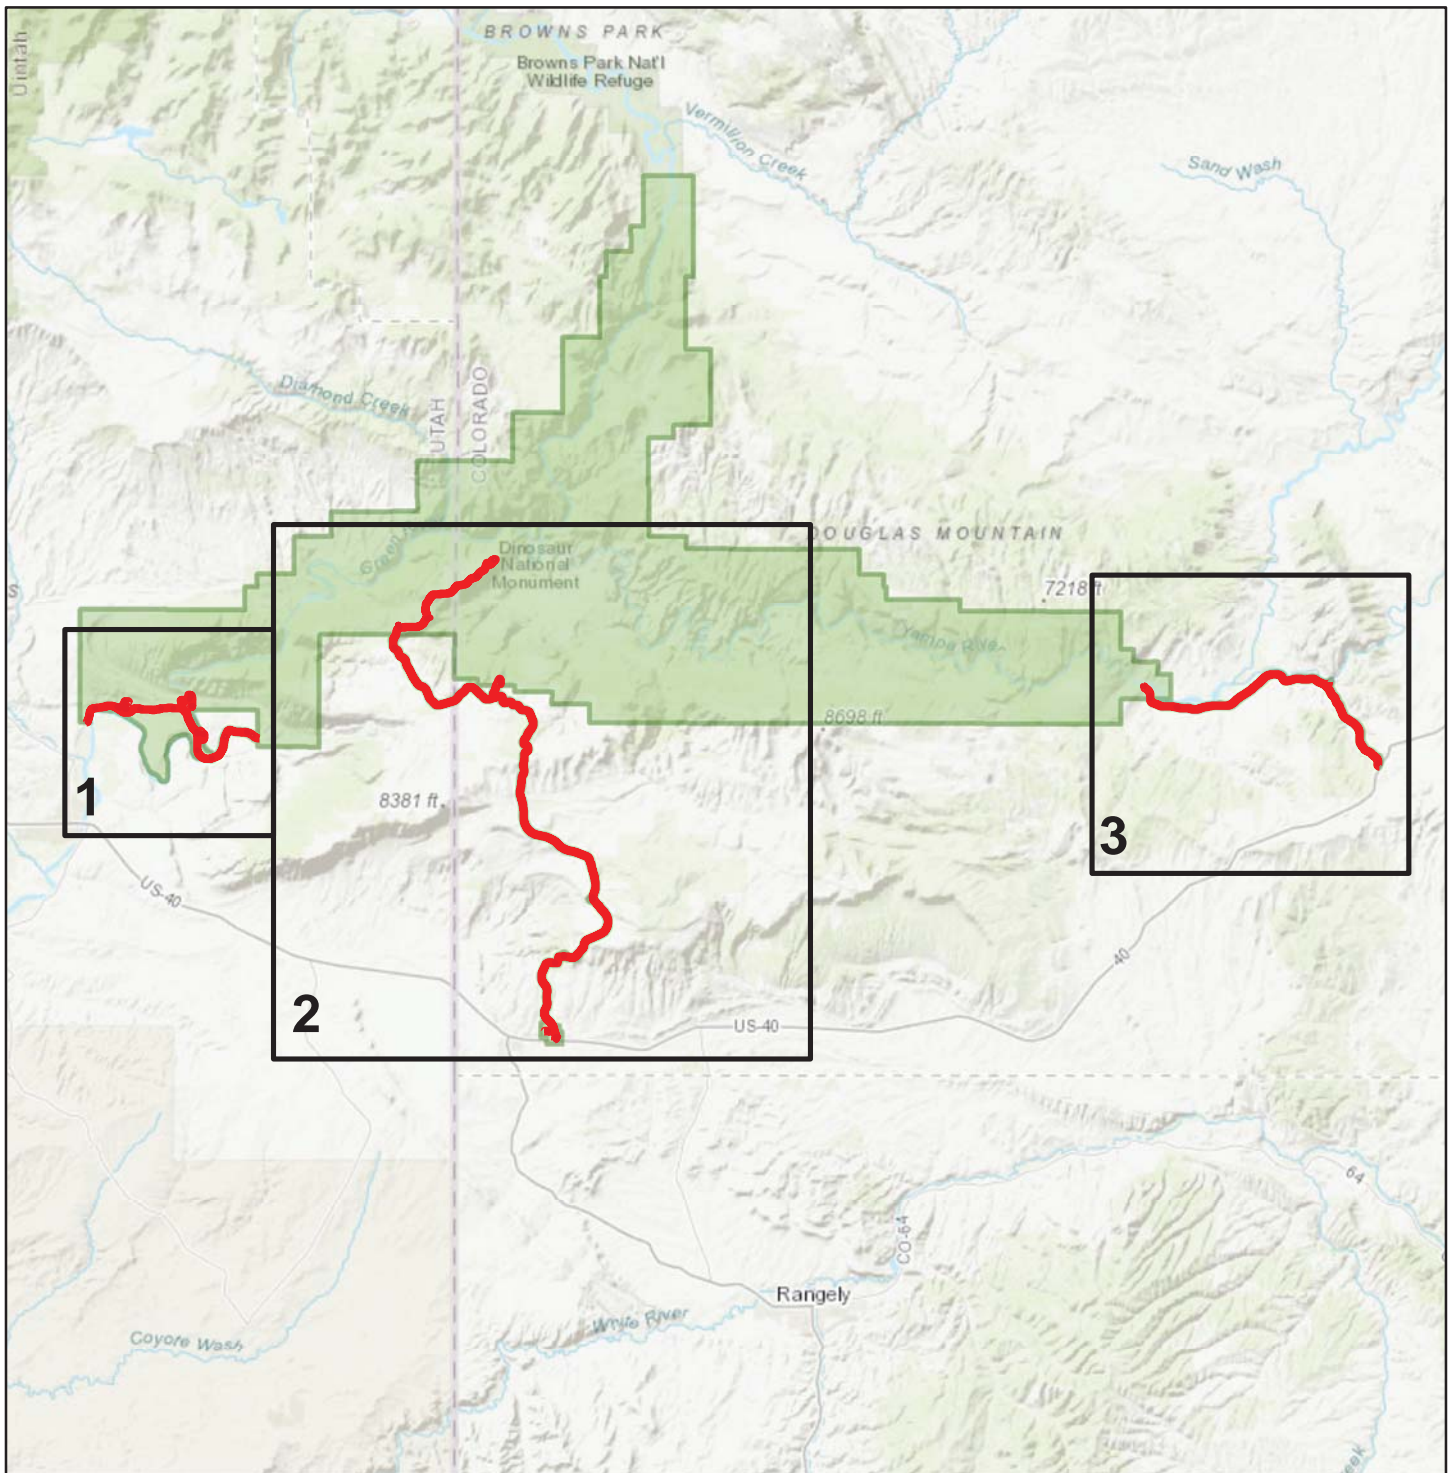 Uintah
BROWNS PARK
Browns Park Nat'l
Wildlife Refuge
Vermillion Creek
Sand Wash
Diamond Creek
UTAH
COLORADO
DOUGLAS MOUNTAIN
Green
Dinosaur
National
Monument
7218 ft
S
Yampa River
8698 ft
1
8381 ft
3
US-40
40
2
US-40
64
CO-64
Rangely
White River
Coyote Wash
eek